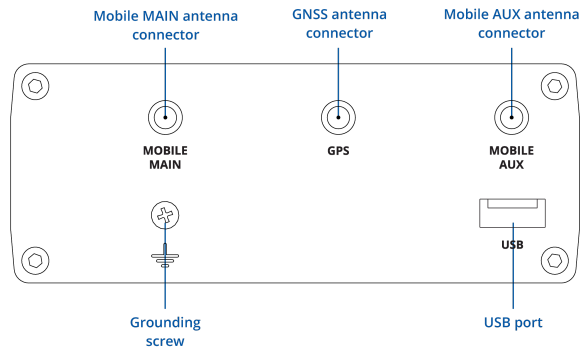 Mobile MAIN antenna
connector
GNSS antenna
connector
Mobile AUX antenna
connector
MOBILE
MAIN
GPS
MOBILE
AUX
USB
Grounding
screw
USB port